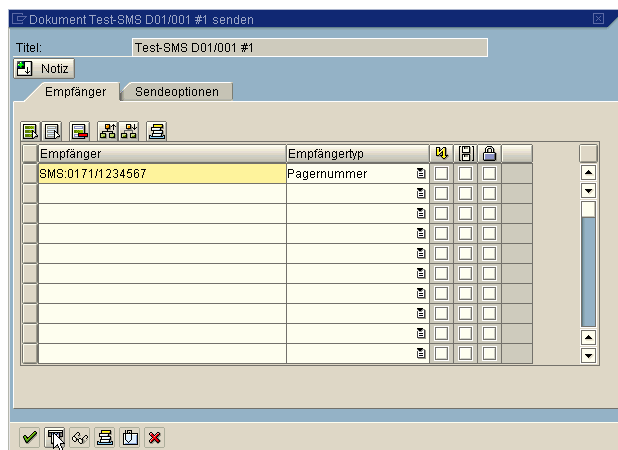 Dokument Test-SMS D01/001 #1 senden
Titel: Test-SMS D01/001 #1
Notiz
Empfänger Sendeoptionen
Empfänger Empfängertyp
SMS:0171/1234567 Pagernummer